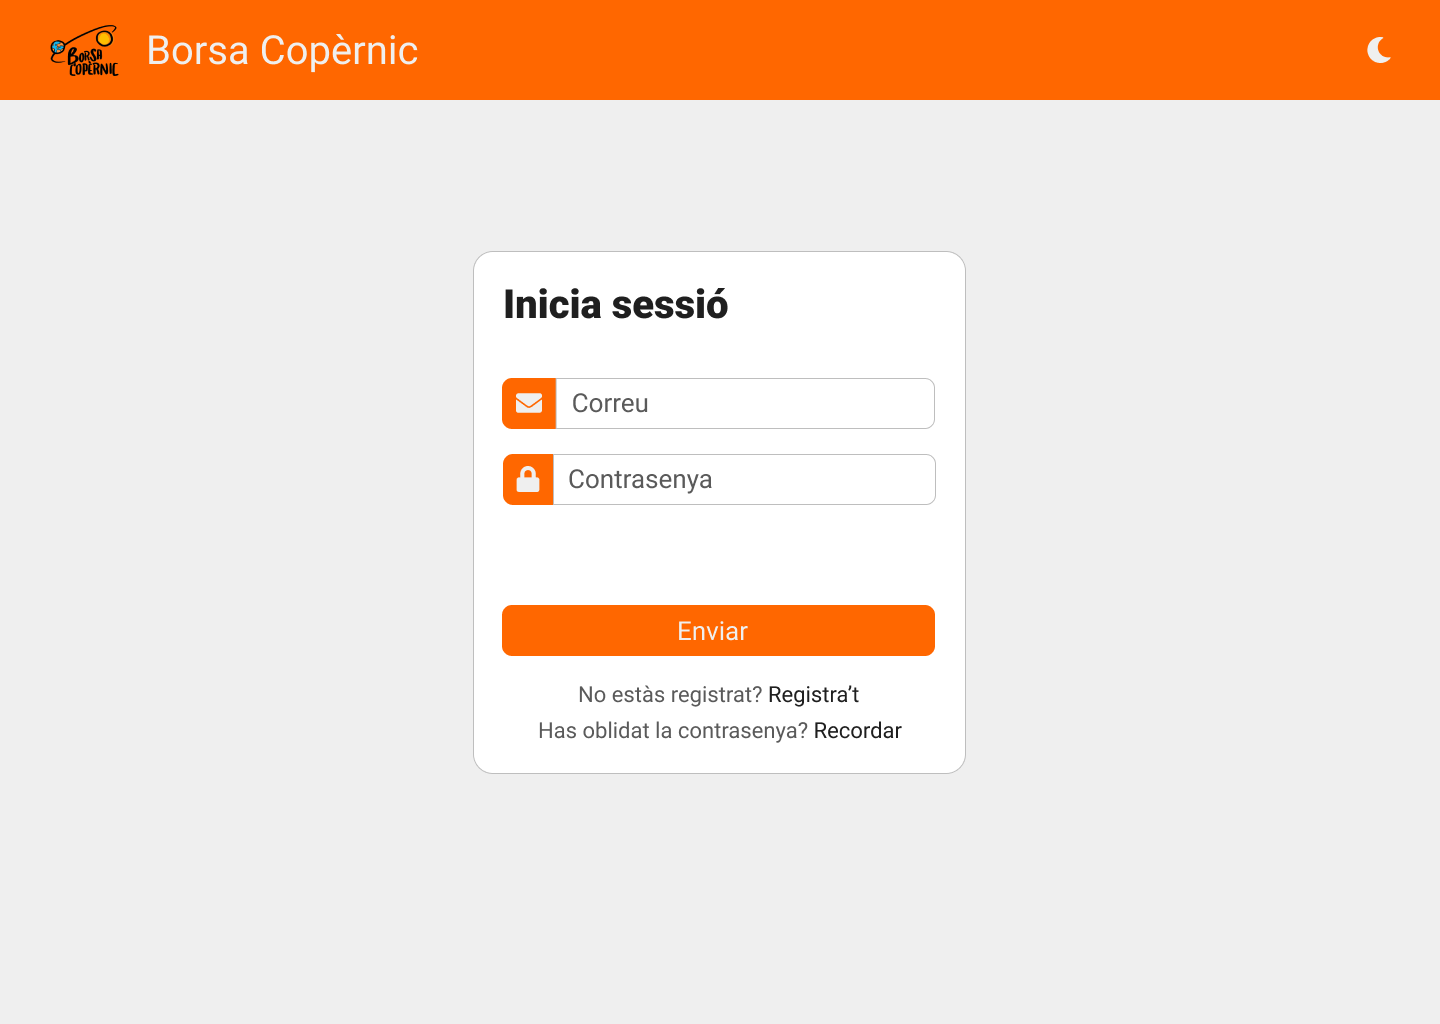 BORSA
COPÈRNIC
Borsa Copèrnic
Inicia sessió
Correu
Contrasenya
Enviar
No estàs registrat? Registra’t
Has oblidat la contrasenya? Recordar